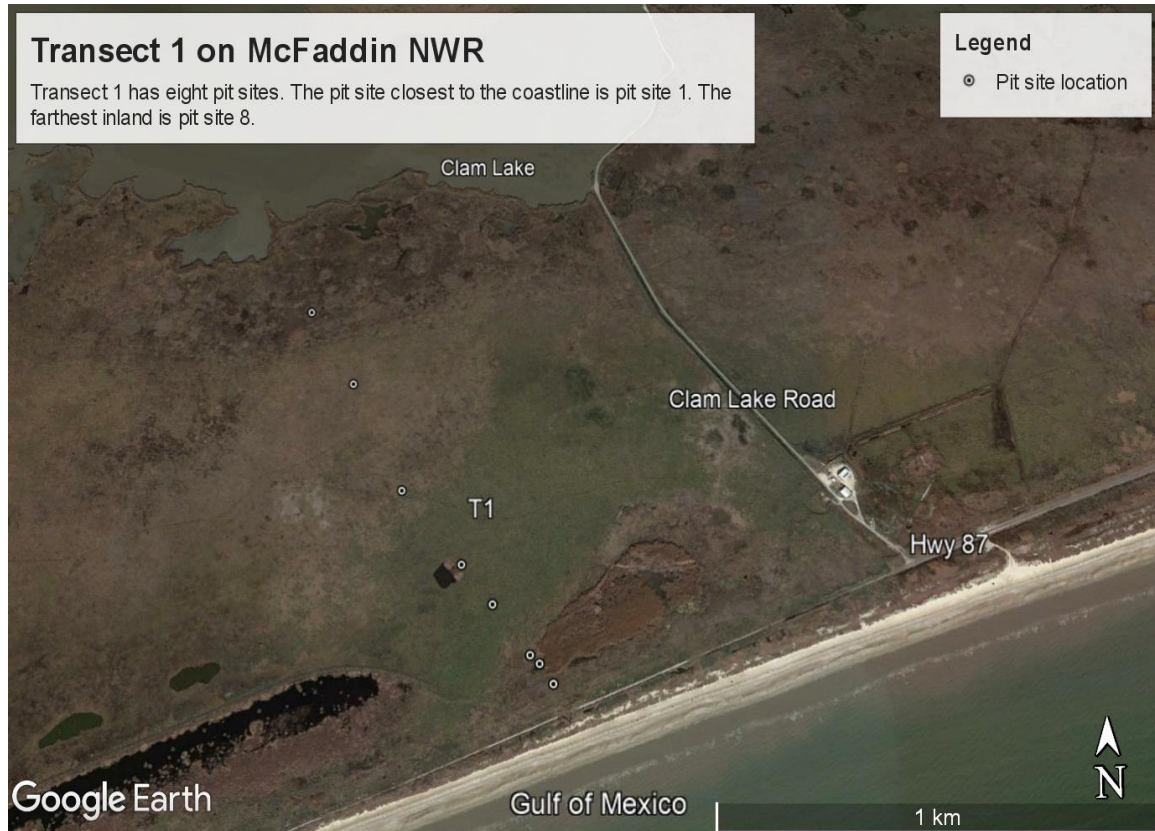 Transect 1 on McFaddin NWR
Transect 1 has eight pit sites. The pit site closest to the coastline is pit site 1. The
farthest inland is pit site 8.
Legend
Pit site location
Clam Lake
Clam Lake Road
T1
Hwy 87
Google Earth
Gulf of Mexico
N
1 km